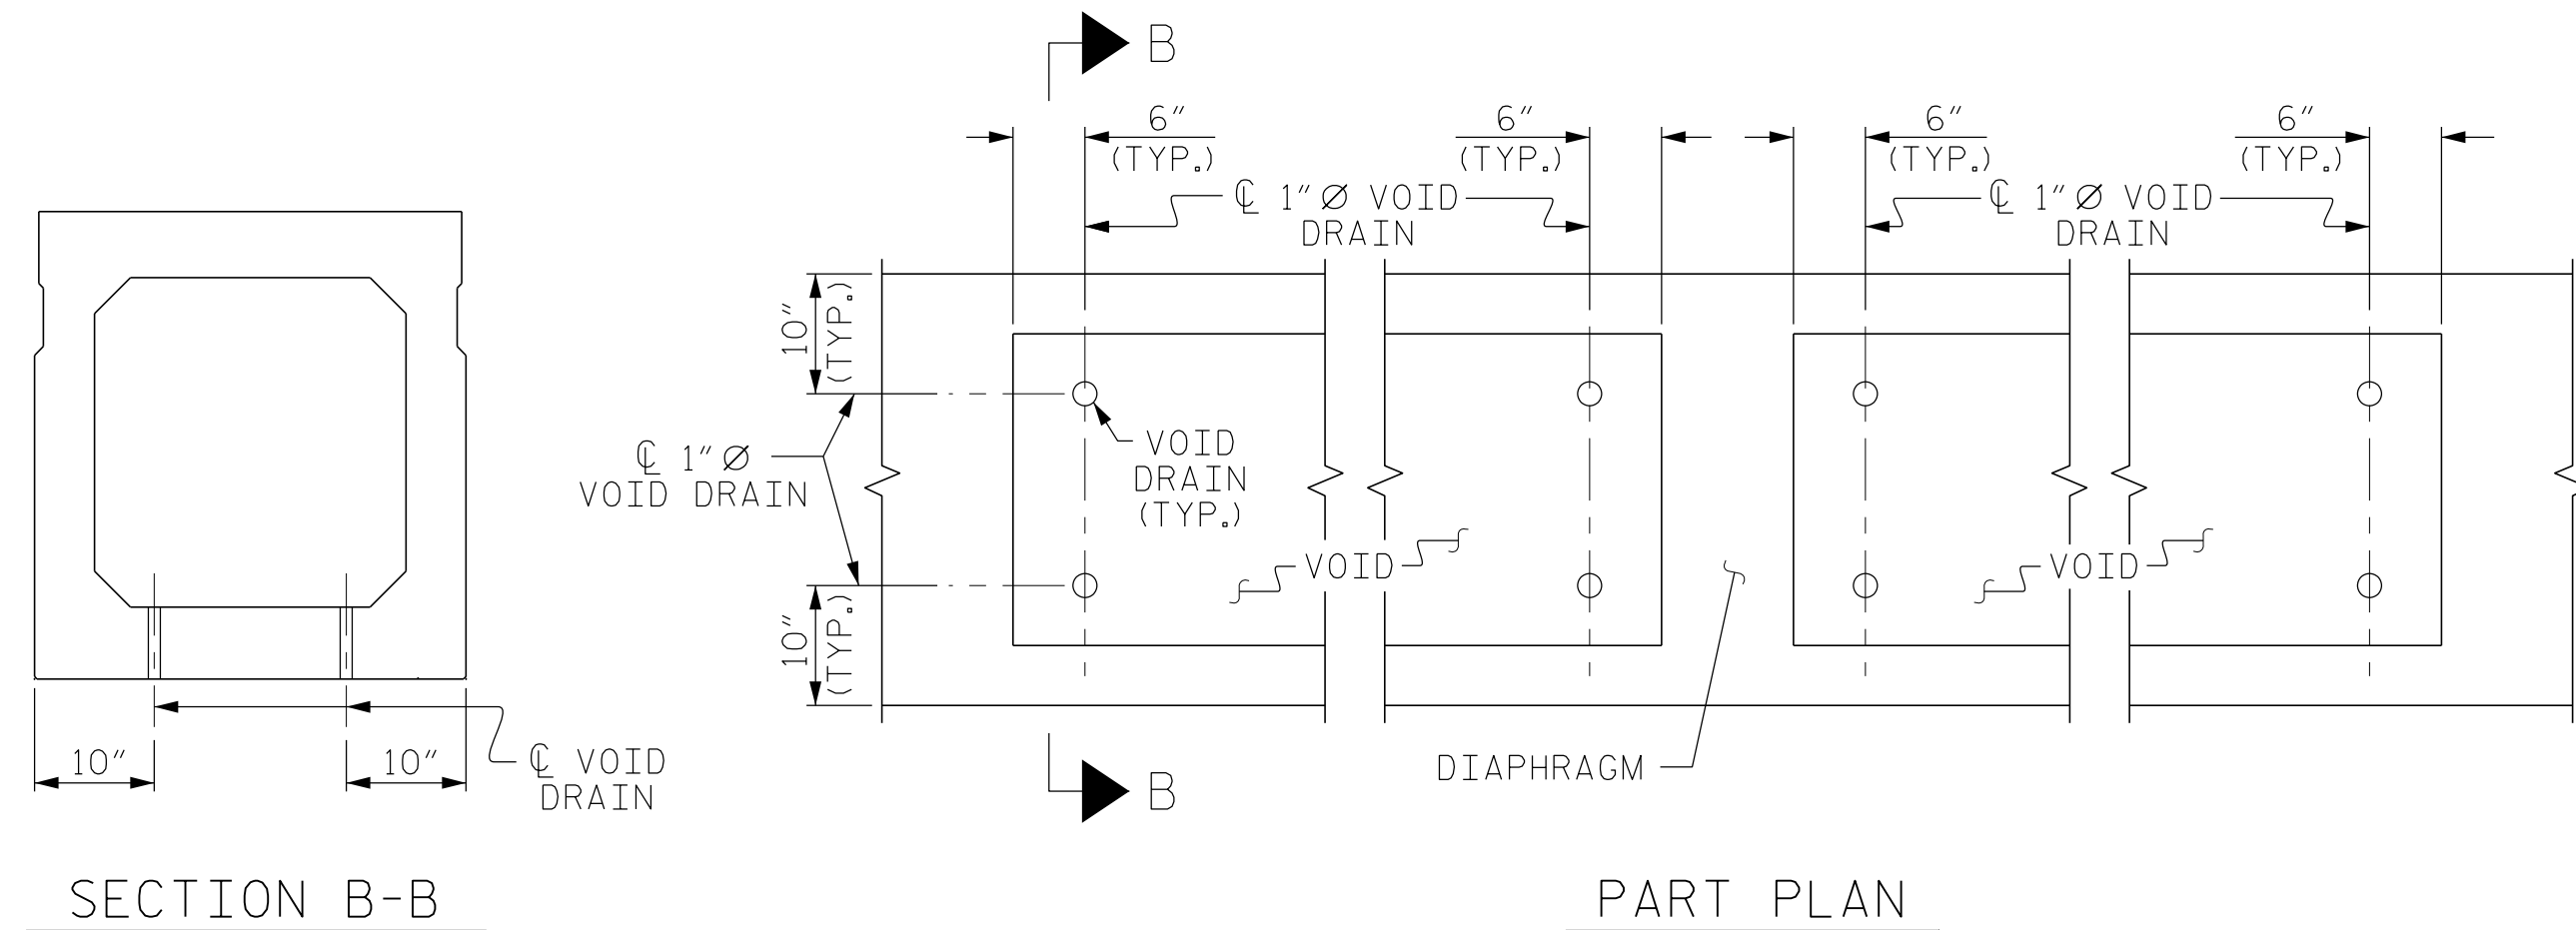 B
6" 6" 6" 6"
(TYP.) (TYP.) (TYP.) (TYP.)
℄ 1"Ø VOID
DRAIN
℄ 1"Ø VOID
DRAIN
10"
(TYP.)
℄ 1"Ø
VOID DRAIN
VOID
DRAIN
(TYP.)
VOID
VOID
10"
(TYP.)
10" 10"
℄ VOID
DRAIN
DIAPHRAGM
B
SECTION B-B
PART PLAN